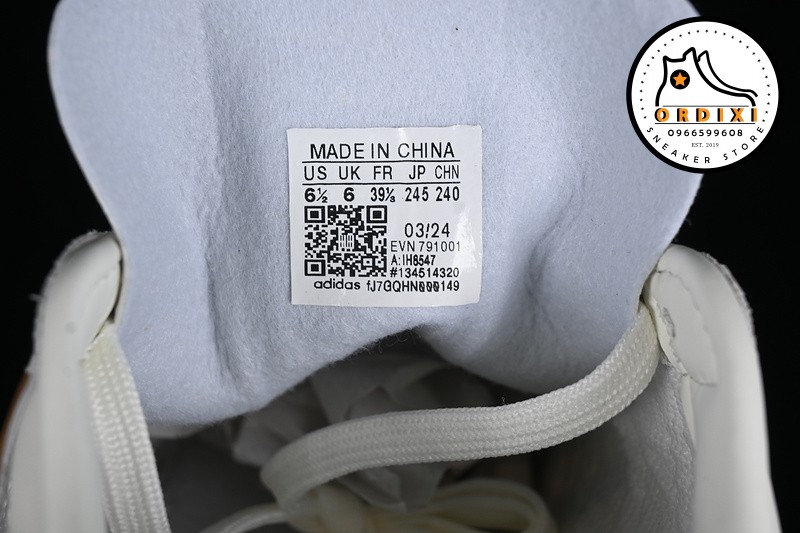 MADE IN CHINA
US UK FR JP CHN
6½ 6 39⅓ 245 240
03/24
EVN 791001
A: IH8547
#134514320
adidas fJ7GQHN000149
ORDIXI
0966599608
EST. 2019
SNEAKER STORE